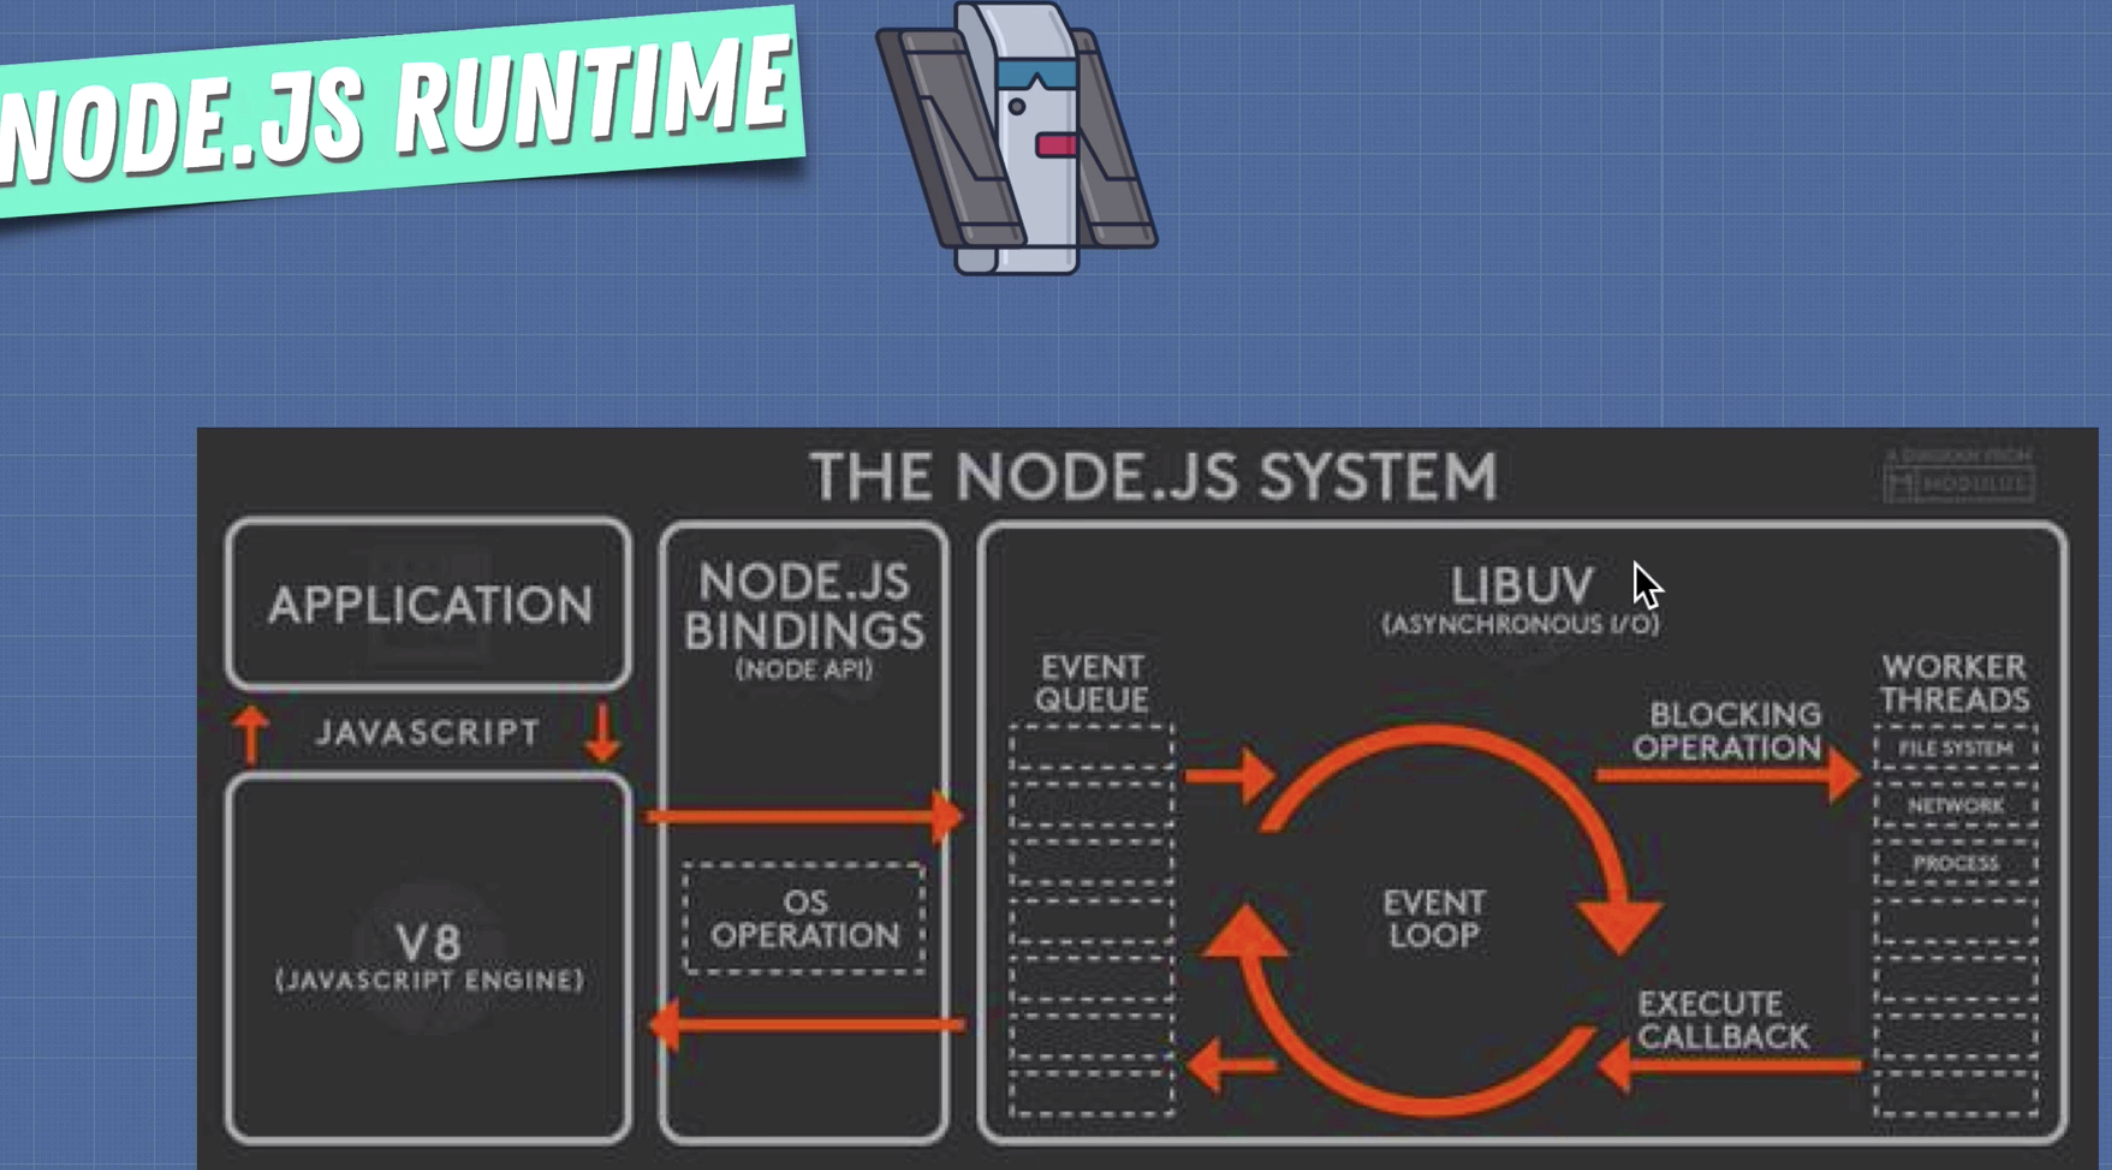 NODE.JS RUNTIME
THE NODE.JS SYSTEM
A DIAGRAM FROM
MODULUS
APPLICATION
JAVASCRIPT
V8
(JAVASCRIPT ENGINE)
NODE.JS
BINDINGS
(NODE API)
OS
OPERATION
LIBUV
(ASYNCHRONOUS I/O)
EVENT
QUEUE
EVENT
LOOP
BLOCKING
OPERATION
EXECUTE
CALLBACK
WORKER
THREADS
FILE SYSTEM
NETWORK
PROCESS